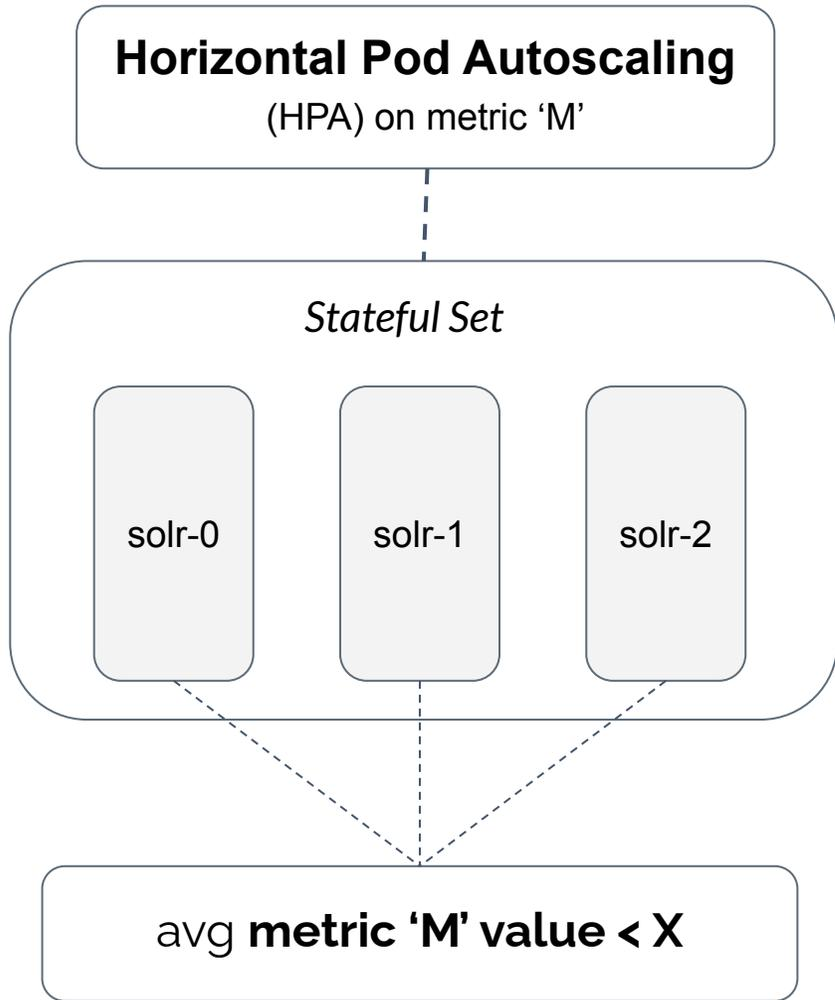 Horizontal Pod Autoscaling
(HPA) on metric ‘M’
Stateful Set
solr-0
solr-1
solr-2
avg metric ‘M’ value < X